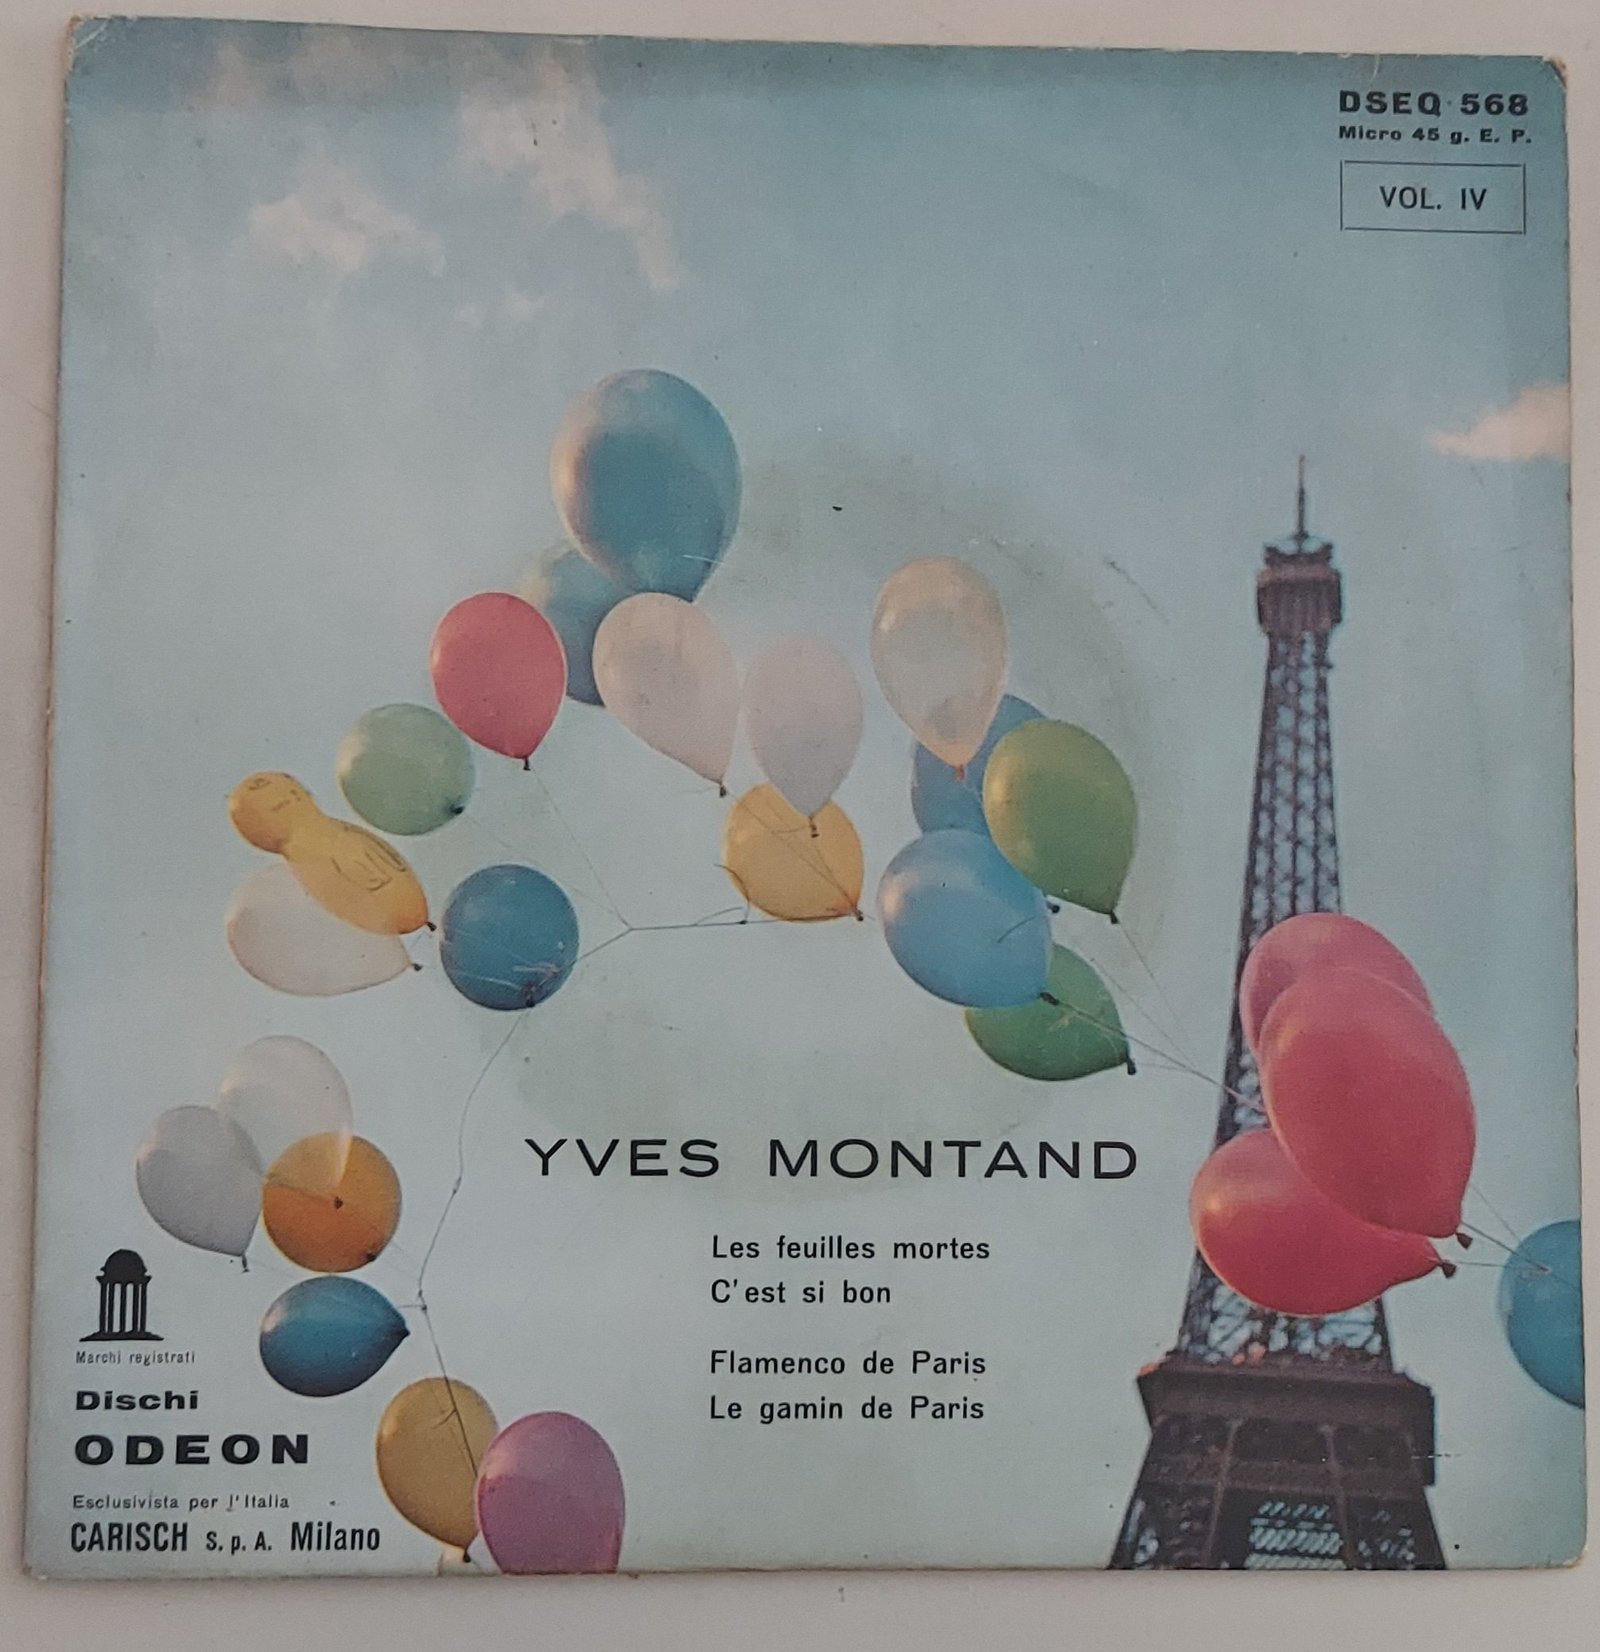 DSEQ 568
Micro 45 g. E. P.
VOL. IV
YVES MONTAND
Les feuilles mortes
C'est si bon
Flamenco de Paris
Le gamin de Paris
Marchi registrati
Dischi
ODEON
Esclusivista per l'Italia
CARISCH S. p. A. Milano